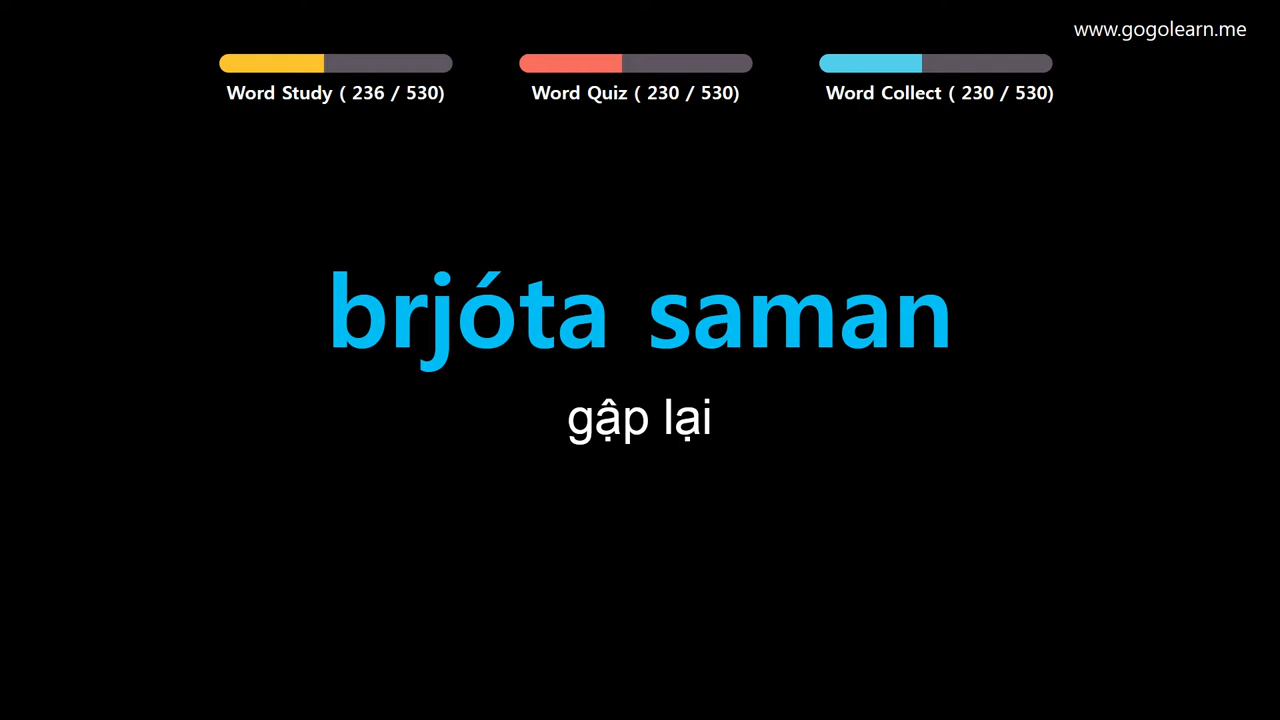 www.gogolearn.me
Word Study ( 236 / 530)
Word Quiz ( 230 / 530)
Word Collect ( 230 / 530)
brjóta saman
gập lại